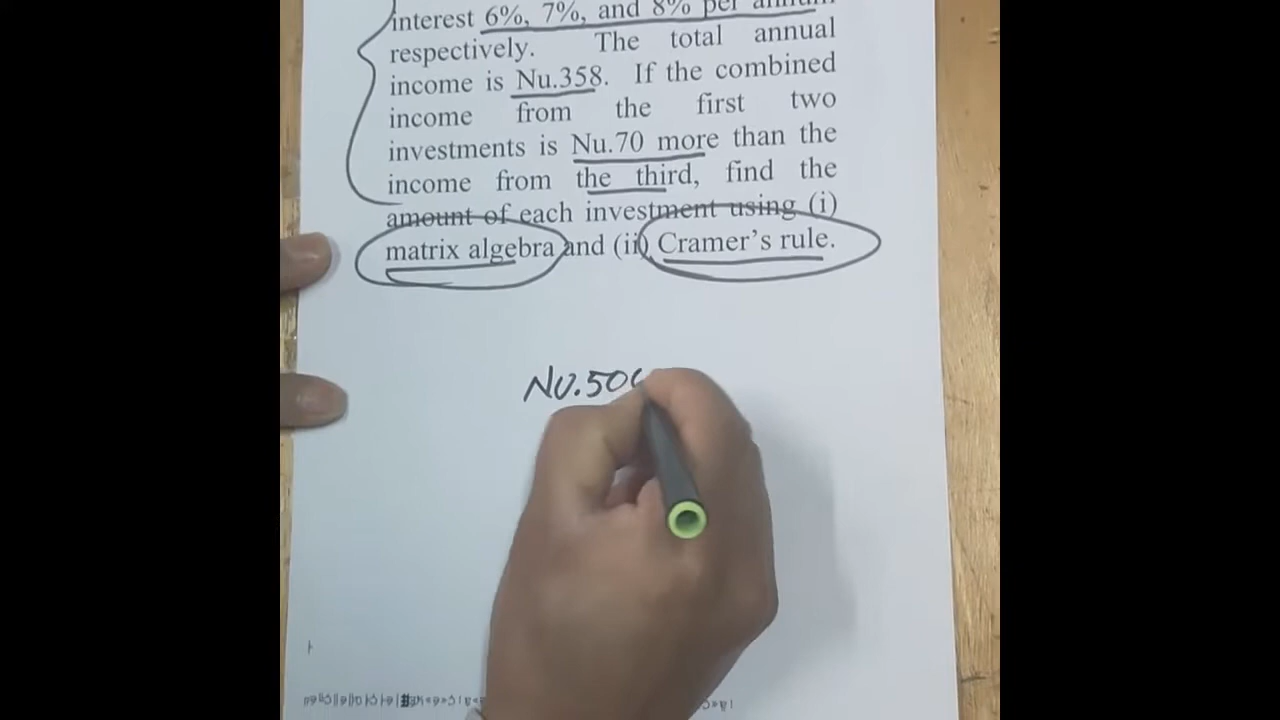 interest 6%, 7%, and 8% per annum
respectively. The total annual
income is Nu.358. If the combined
income from the first two
investments is Nu.70 more than the
income from the third, find the
amount of each investment using (i)
matrix algebra and (ii) Cramer's rule.
NU.500